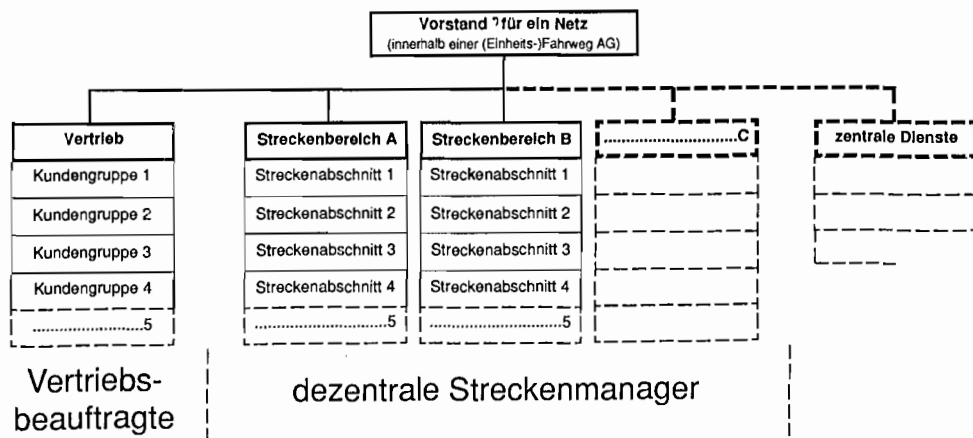 Vorstand für ein Netz
(innerhalb einer (Einheits-)Fahrweg AG)
Vertrieb
Kundengruppe 1
Kundengruppe 2
Kundengruppe 3
Kundengruppe 4
........................5
Streckenbereich A
Streckenabschnitt 1
Streckenabschnitt 2
Streckenabschnitt 3
Streckenabschnitt 4
............................5
Streckenbereich B
Streckenabschnitt 1
Streckenabschnitt 2
Streckenabschnitt 3
Streckenabschnitt 4
............................5
............................C
zentrale Dienste
Vertriebs-
beauftragte
dezentrale Streckenmanager